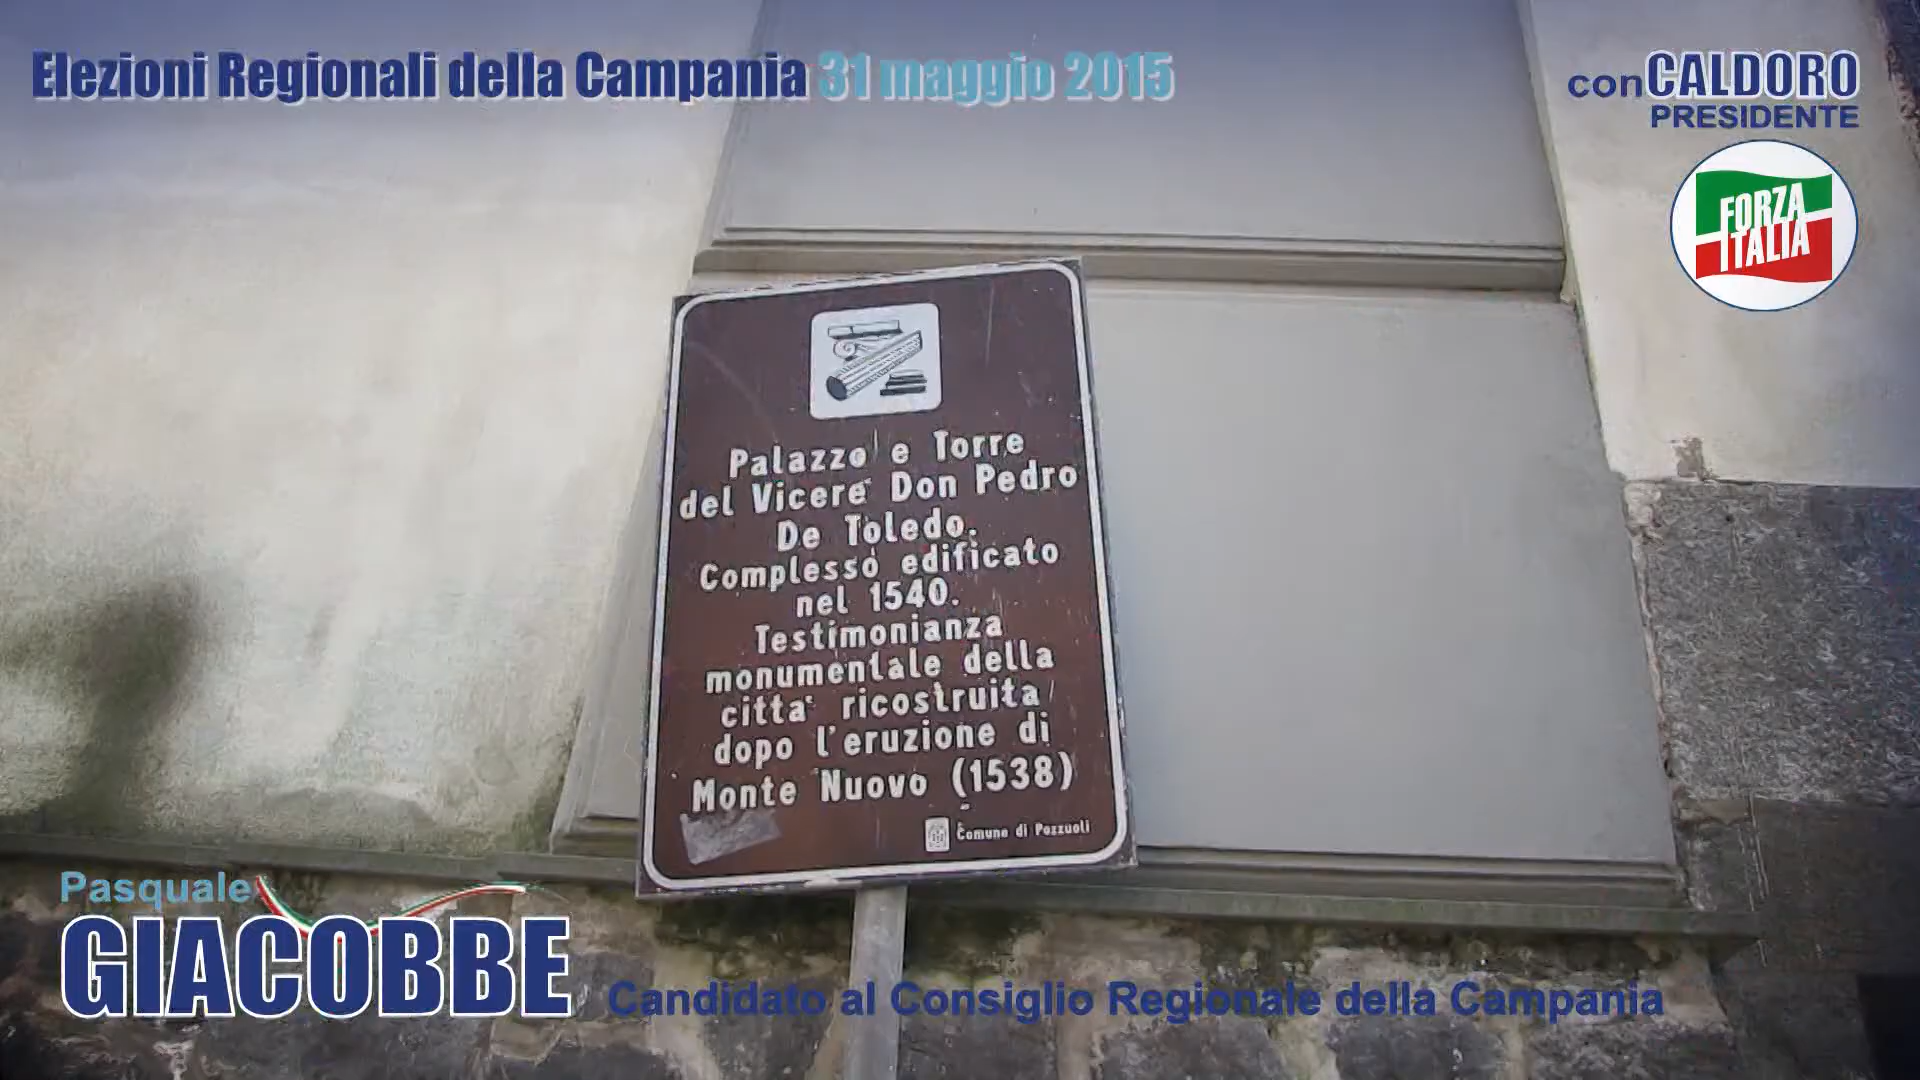 Elezioni Regionali della Campania 31 maggio 2015
con CALDORO
PRESIDENTE
FORZA
ITALIA
Palazzo e Torre
del Vicere' Don Pedro
De Toledo.
Complesso edificato
nel 1540.
Testimonianza
monumentale della
citta' ricostruita
dopo l'eruzione di
Monte Nuovo (1538)
Comune di Pozzuoli
Pasquale
GIACOBBE
Candidato al Consiglio Regionale della Campania